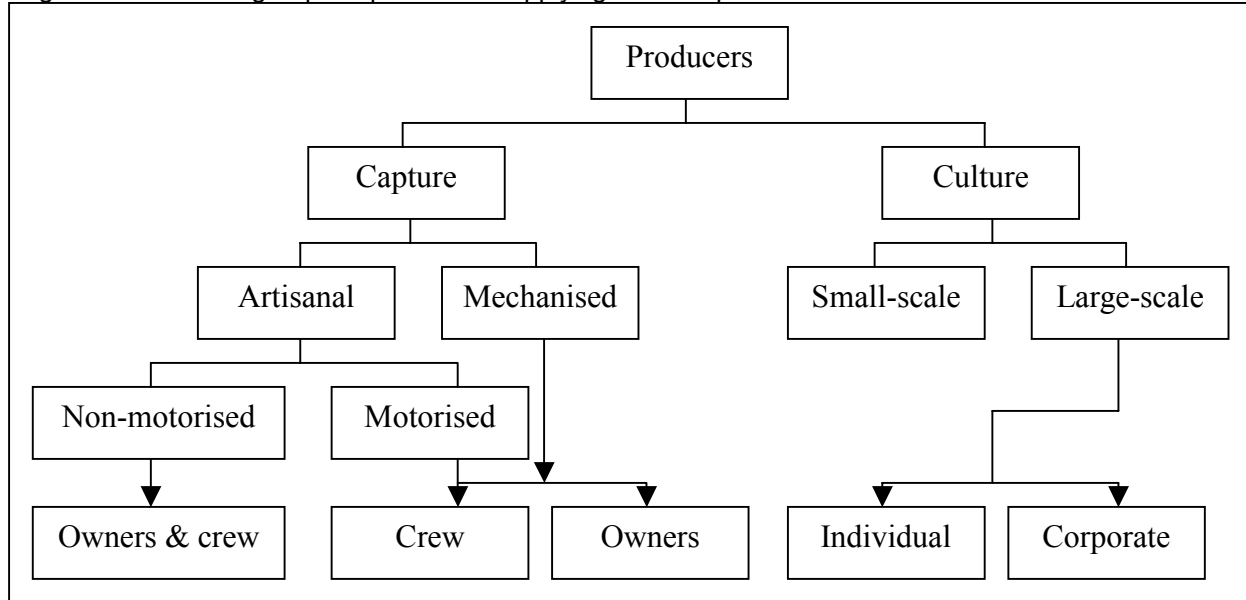 Producers
Capture
Culture
Artisanal
Mechanised
Small-scale
Large-scale
Non-motorised
Motorised
Owners & crew
Crew
Owners
Individual
Corporate